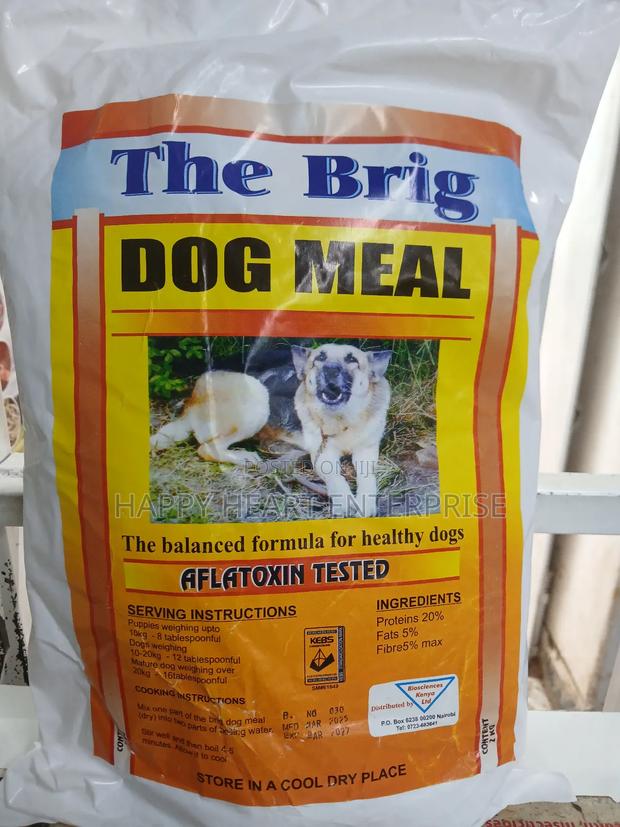 The Brig
DOG MEAL
POSTED ON JIJI
HAPPY HEART ENTERPRISE
The balanced formula for healthy dogs
AFLATOXIN TESTED
SERVING INSTRUCTIONS
Puppies weighing upto
10kg - 8 tablespoonful
Dogs weighing
10-20kg - 12 tablespoonful
Mature dog weighing over
20kg - 16tablespoonful
COOKING INSTRUCTIONS
Mix one part of the brig dog meal
(dry) into two parts of boiling water.
Stir well and then boil 4-5
minutes. Allow it to cool
KEBS
INGREDIENTS
Proteins 20%
Fats 5%
Fibre5% max
B. NO 030
MFD MAR 2025
EXP MAR 2027
Distributed by
Biosciences
Kenya
Ltd
P.O. Box 6238 00200 Nairobi
CONTENT
2 KG
STORE IN A COOL DRY PLACE